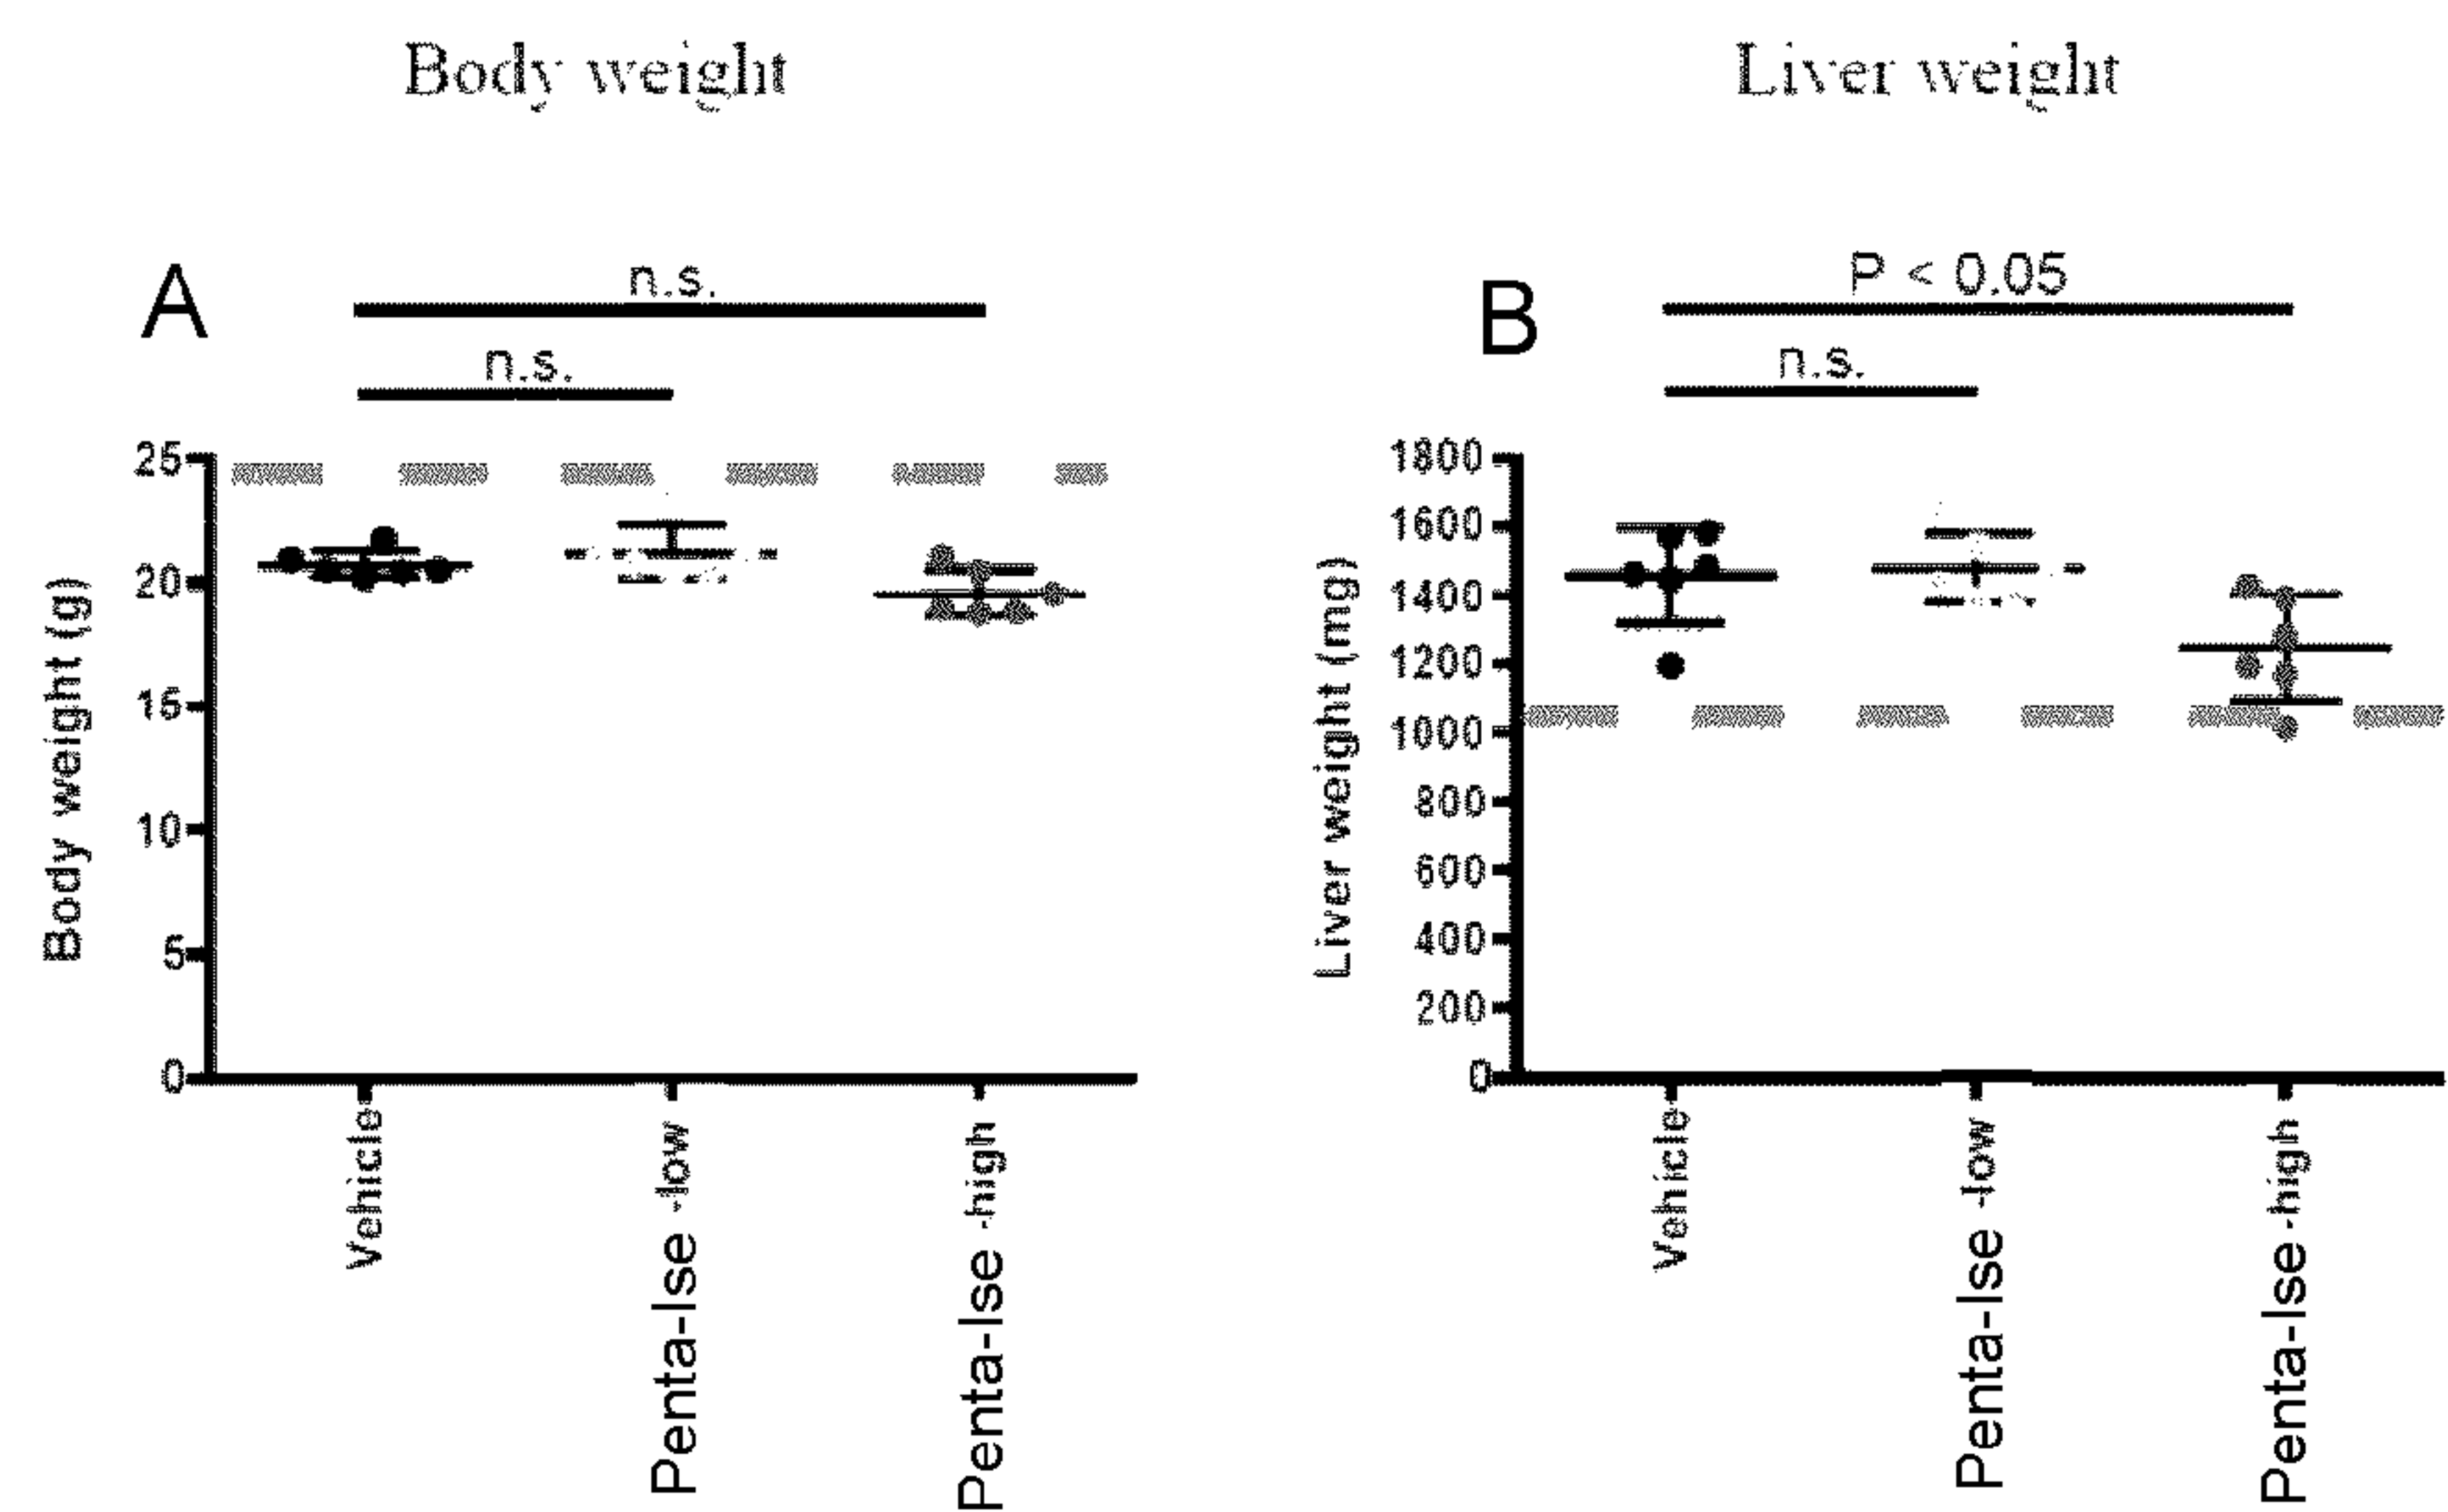 Body weight
Liver weight
A
n.s.
n.s.
Body weight (g)
25
20
15
10
5
0
Vehicle
Penta-Ise -low
Penta-Ise -high
B
P < 0.05
n.s.
Liver weight (mg)
1800
1600
1400
1200
1000
800
600
400
200
0
Vehicle
Penta-Ise -low
Penta-Ise -high